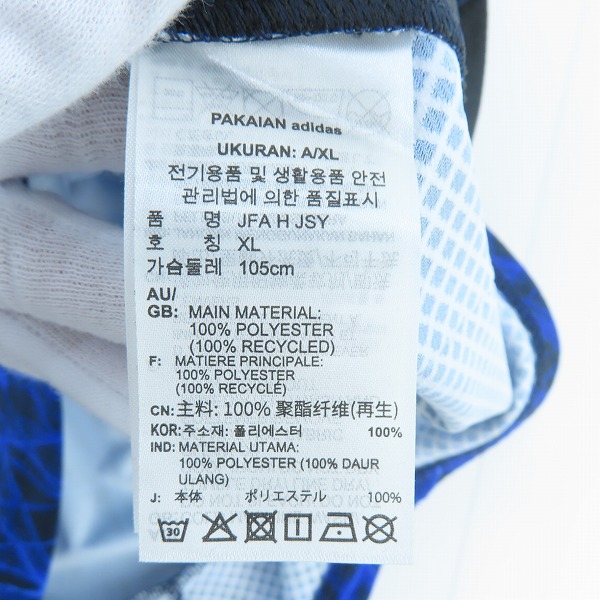 PAKAIAN adidas
UKURAN: A/XL
전기용품 및 생활용품 안전
관리법에 의한 품질표시
품 명 JFA H JSY
호 칭 XL
가슴둘레 105cm
AU/
GB: MAIN MATERIAL:
100% POLYESTER
(100% RECYCLED)
F: MATIERE PRINCIPALE:
100% POLYESTER
(100% RECYCLÉ)
CN: 主料: 100% 聚酯纤维(再生)
KOR: 주소재: 폴리에스터 100%
IND: MATERIAL UTAMA:
100% POLYESTER (100% DAUR
ULANG)
J: 本体 ポリエステル 100%
30